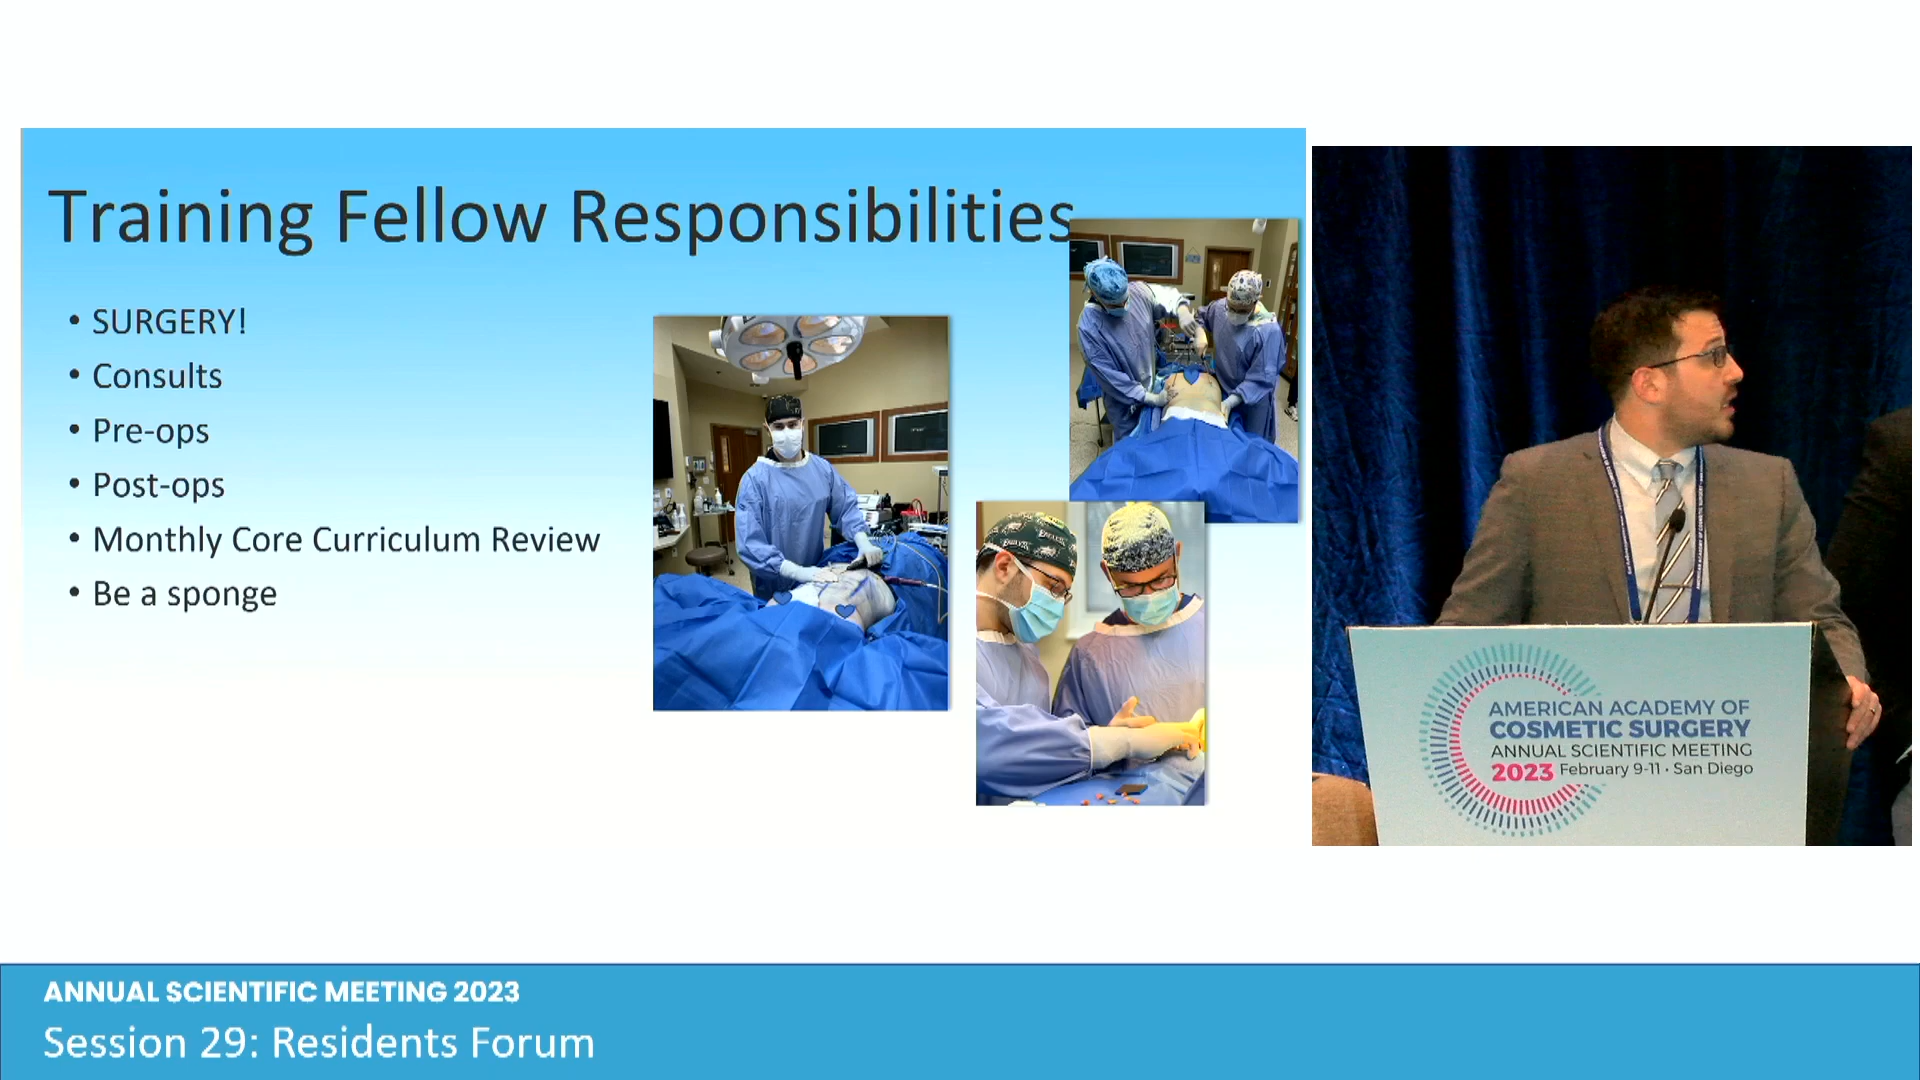 Training Fellow Responsibilities
• SURGERY!
• Consults
• Pre-ops
• Post-ops
• Monthly Core Curriculum Review
• Be a sponge
AMERICAN ACADEMY OF
COSMETIC SURGERY
ANNUAL SCIENTIFIC MEETING
2023 February 9-11 • San Diego
ANNUAL SCIENTIFIC MEETING 2023
Session 29: Residents Forum